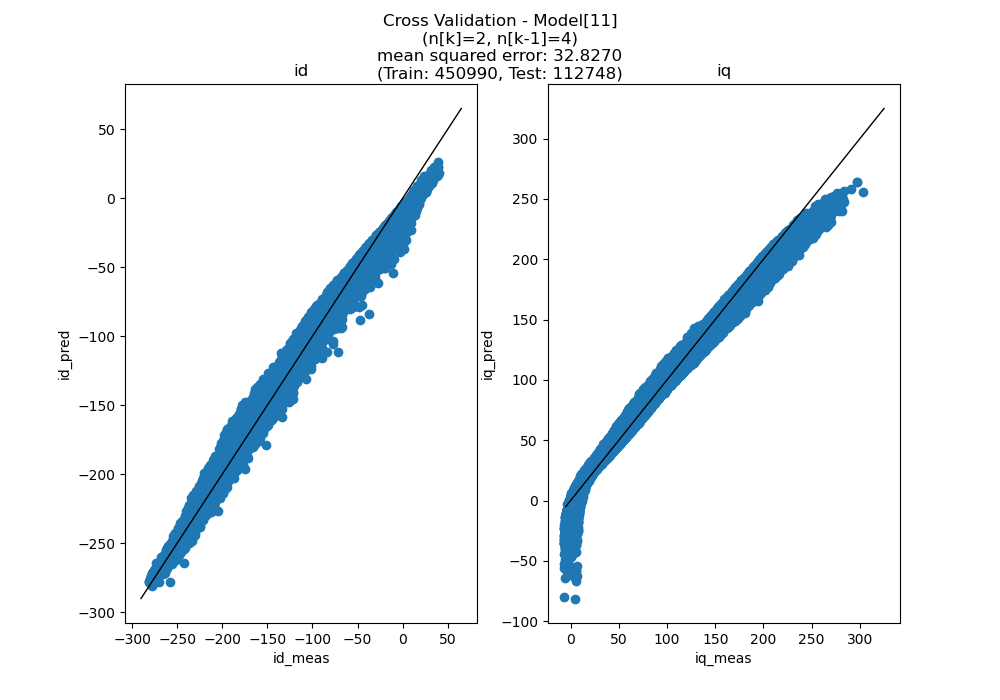 Cross Validation - Model[11]
(n[k]=2, n[k-1]=4)
mean squared error: 32.8270
(Train: 450990, Test: 112748)
id
iq
50
0
−50
−100
−150
−200
−250
−300
id_pred
−300 −250 −200 −150 −100 −50 0 50
id_meas
300
250
200
150
100
50
0
−50
−100
iq_pred
0 50 100 150 200 250 300
iq_meas